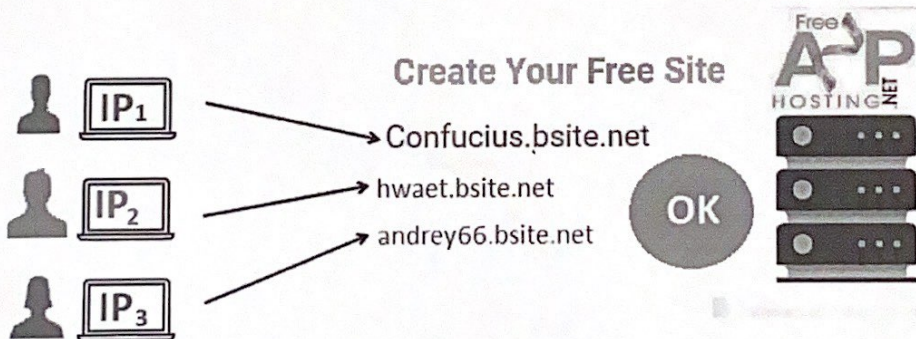 Create Your Free Site
Free
ASP
HOSTING.NET
IP1
Confucius.bsite.net
IP2
hwaet.bsite.net
OK
andrey66.bsite.net
IP3